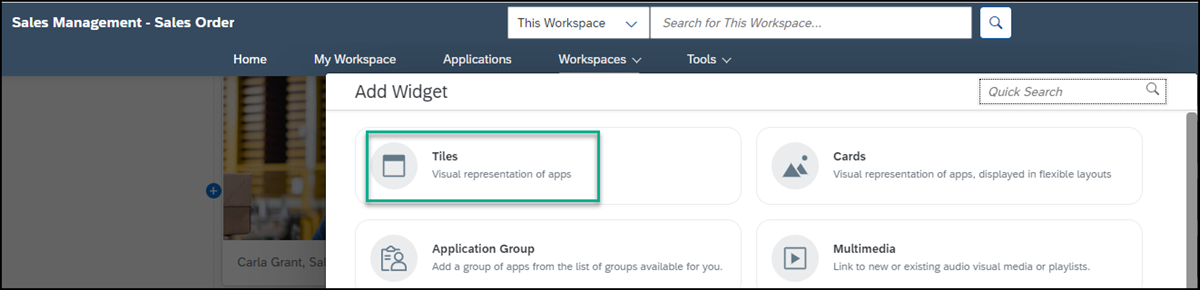 Sales Management - Sales Order
This Workspace
Search for This Workspace...
Home
My Workspace
Applications
Workspaces
Tools
Add Widget
Quick Search
Tiles
Visual representation of apps
Cards
Visual representation of apps, displayed in flexible layouts
Application Group
Add a group of apps from the list of groups available for you.
Multimedia
Link to new or existing audio visual media or playlists.
Carla Grant, Sal